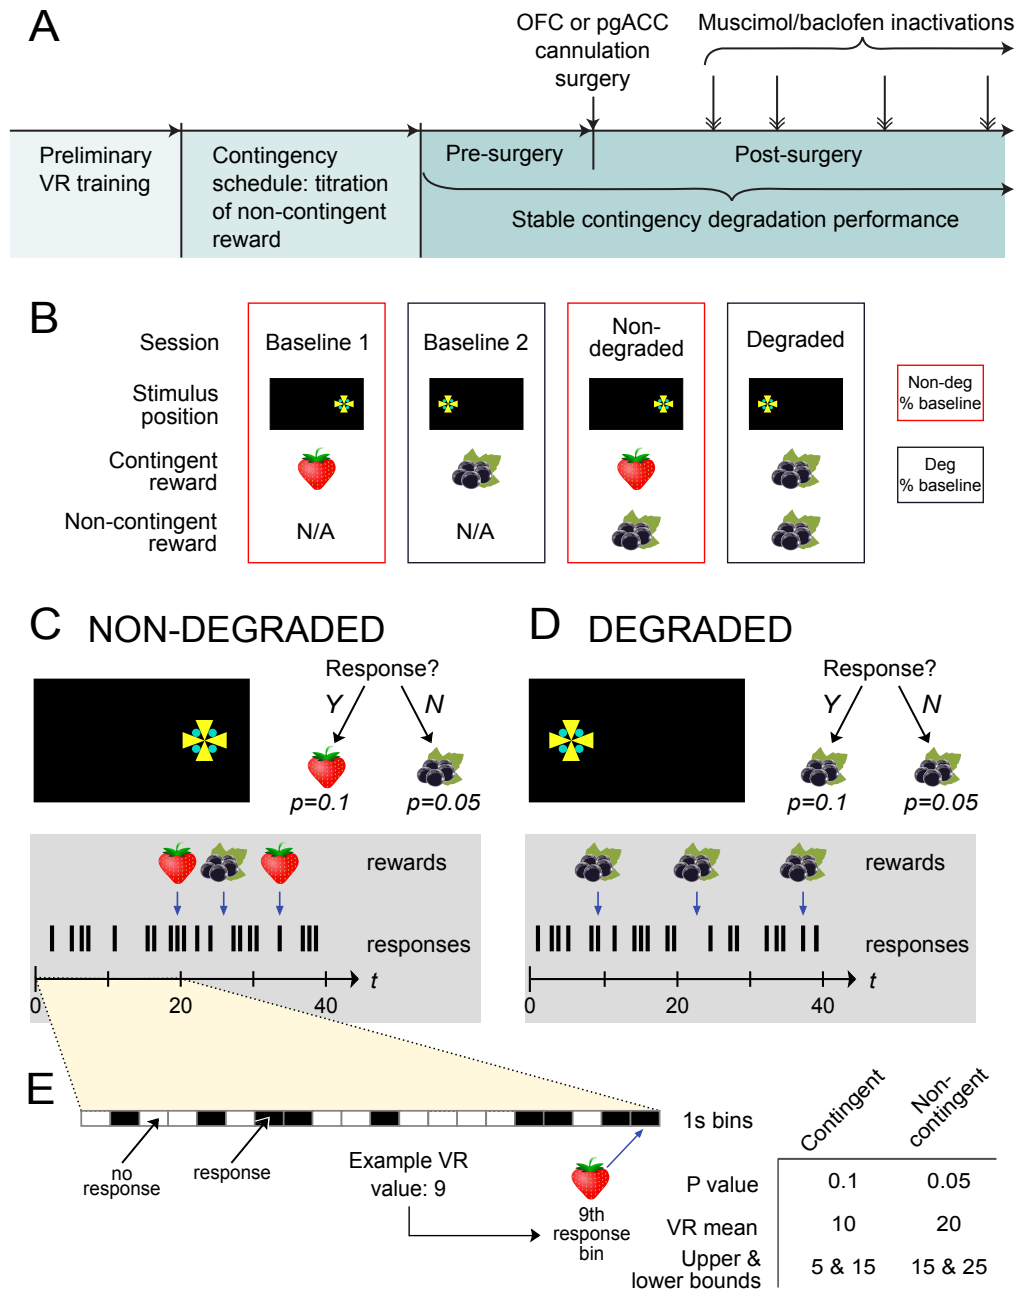 A
OFC or pgACC
cannulation
surgery
Muscimol/baclofen inactivations
Preliminary
VR training
Contingency
schedule: titration
of non-contingent
reward
Pre-surgery
Post-surgery
Stable contingency degradation performance
B
Session
Baseline 1
Baseline 2
Non-
degraded
Degraded
Stimulus
position
Non-deg
% baseline
Contingent
reward
Deg
% baseline
Non-contingent
reward
N/A
N/A
C NON-DEGRADED
Response?
Y
N
p=0.1
p=0.05
rewards
responses
t
0
20
40
D DEGRADED
Response?
Y
N
p=0.1
p=0.05
rewards
responses
t
0
20
40
E
1s bins
no
response
response
Example VR
value: 9
9th
response
bin
Contingent
Non-
contingent
P value
0.1
0.05
VR mean
10
20
Upper &
lower bounds
5 & 15
15 & 25